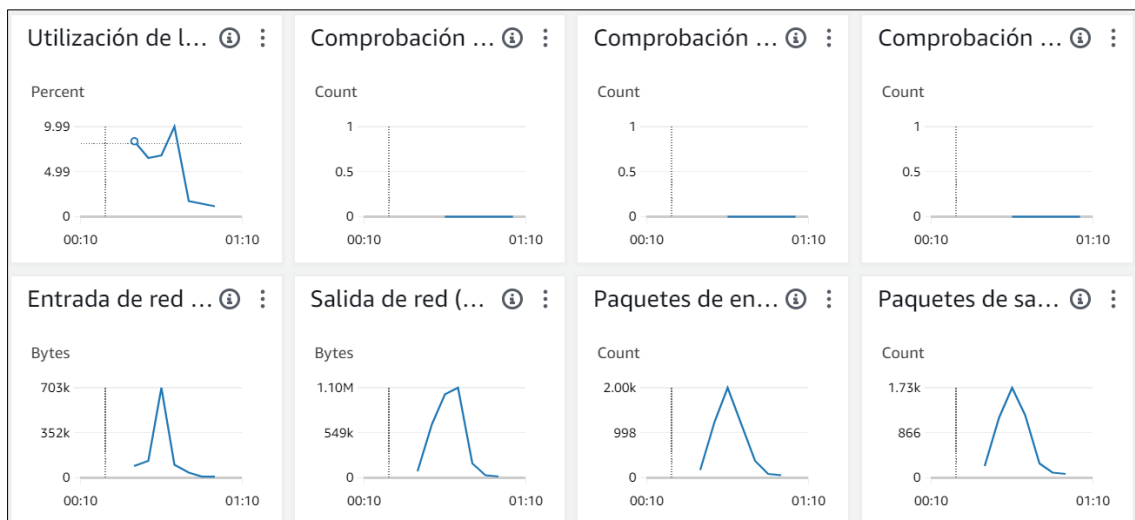 Utilización de l...
Percent
9.99
4.99
0
00:10 01:10
Comprobación ...
Count
1
0.5
0
00:10 01:10
Comprobación ...
Count
1
0.5
0
00:10 01:10
Comprobación ...
Count
1
0.5
0
00:10 01:10
Entrada de red ...
Bytes
703k
352k
0
00:10 01:10
Salida de red (...
Bytes
1.10M
549k
0
00:10 01:10
Paquetes de en...
Count
2.00k
998
0
00:10 01:10
Paquetes de sa...
Count
1.73k
866
0
00:10 01:10